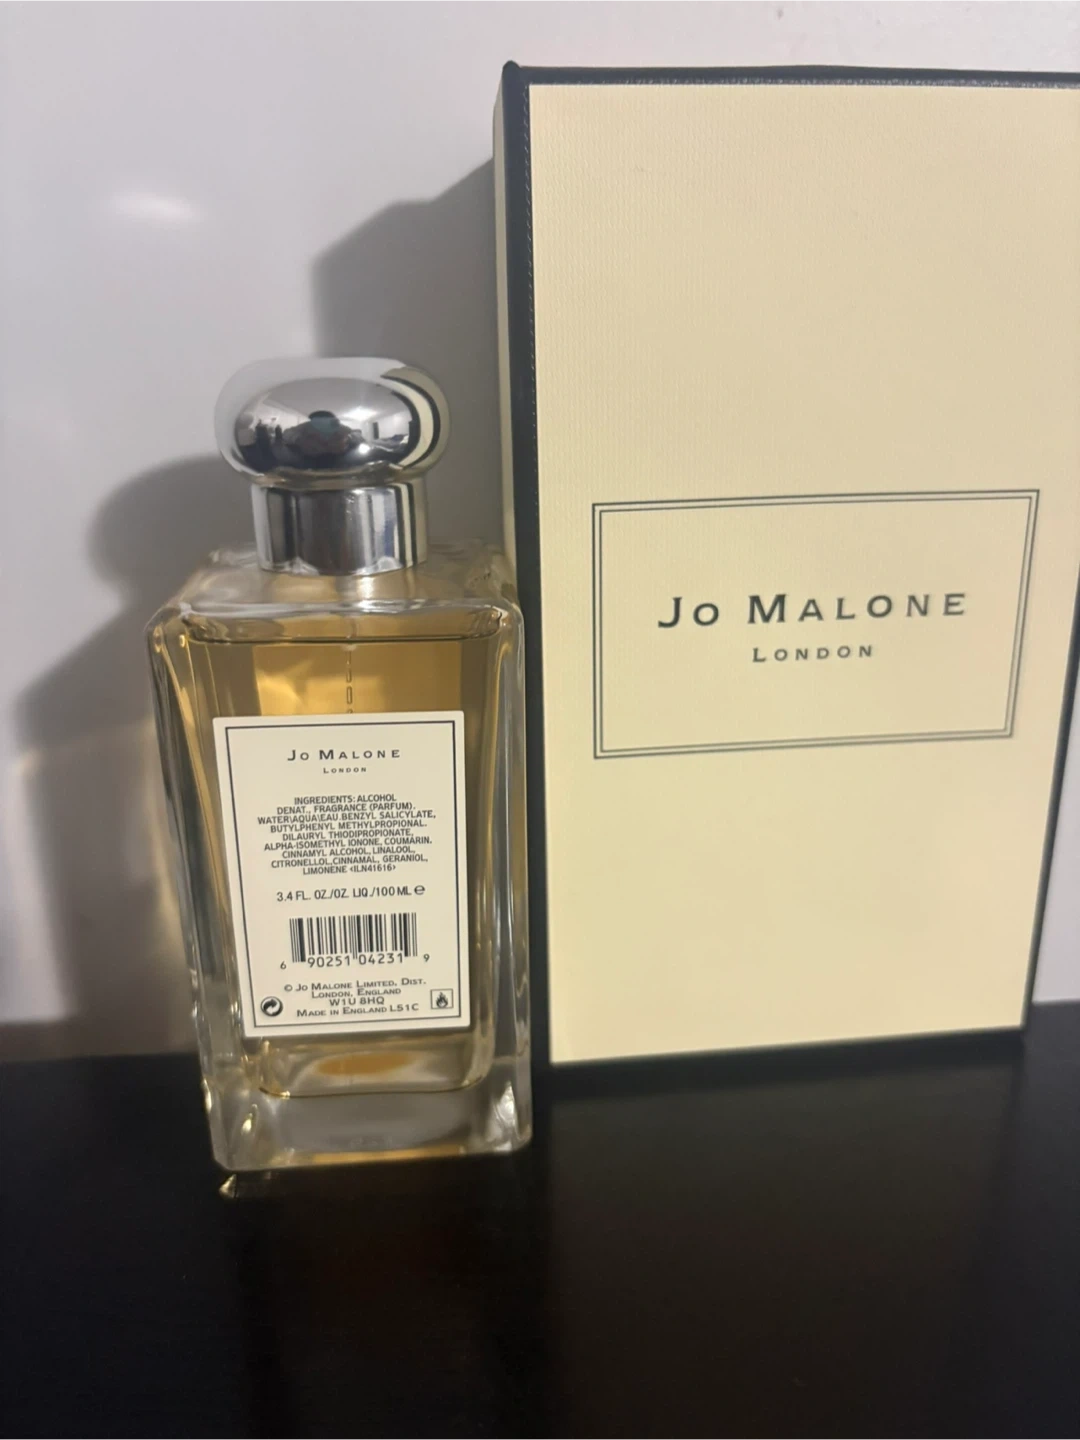 JO MALONE
LONDON
JO MALONE
LONDON
INGREDIENTS: ALCOHOL
DENAT., FRAGRANCE (PARFUM).
WATER\AQUA\EAU.BENZYL SALICYLATE,
BUTYLPHENYL METHYLPROPIONAL.
DILAURYL THIODIPROPIONATE,
ALPHA-ISOMETHYL IONONE, COUMARIN.
CINNAMYL ALCOHOL, LINALOOL,
CITRONELLOL,CINNAMAL, GERANIOL,
LIMONENE <ILN41616>
3.4 FL. OZ./OZ. LIQ./100 ML ℮
6 90251 04231 9
© JO MALONE LIMITED, DIST.
LONDON, ENGLAND
W1U 8HQ
MADE IN ENGLAND L51C